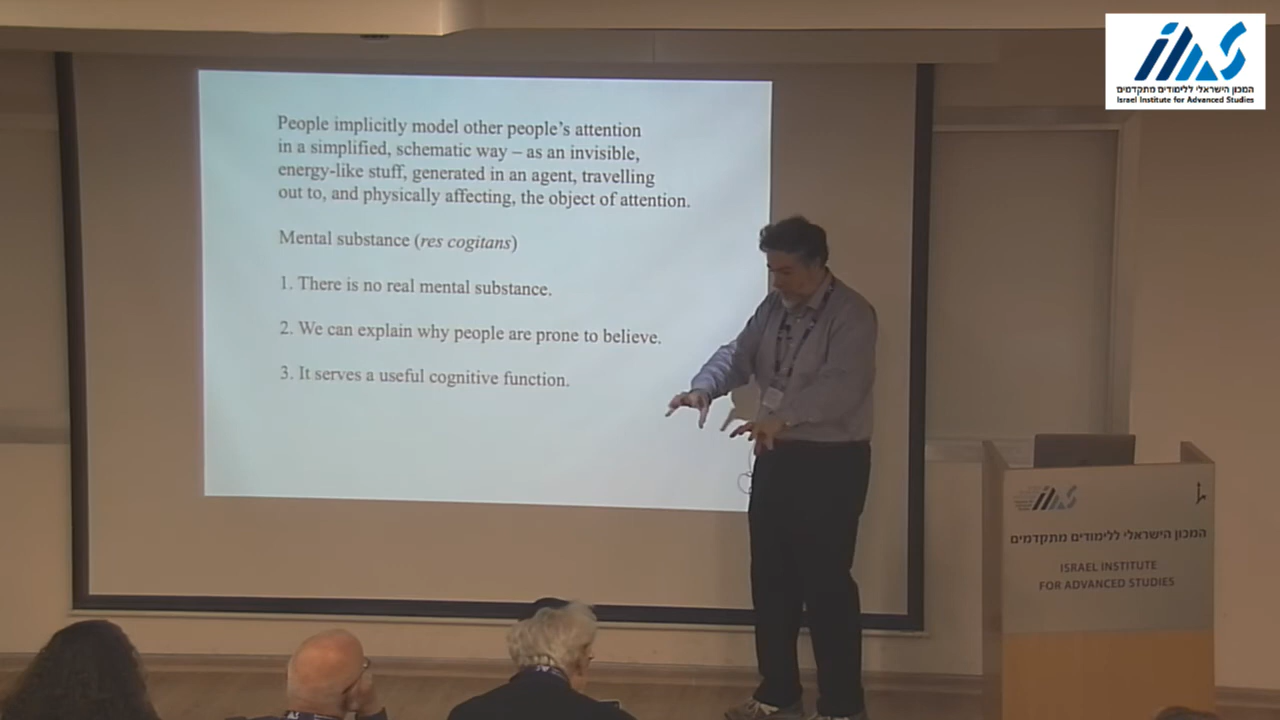 People implicitly model other people's attention
in a simplified, schematic way – as an invisible,
energy-like stuff, generated in an agent, travelling
out to, and physically affecting, the object of attention.
Mental substance (res cogitans)
1. There is no real mental substance.
2. We can explain why people are prone to believe.
3. It serves a useful cognitive function.
המכון הישראלי ללימודים מתקדמים
Israel Institute for Advanced Studies
המכון הישראלי ללימודים מתקדמים
ISRAEL INSTITUTE
FOR ADVANCED STUDIES